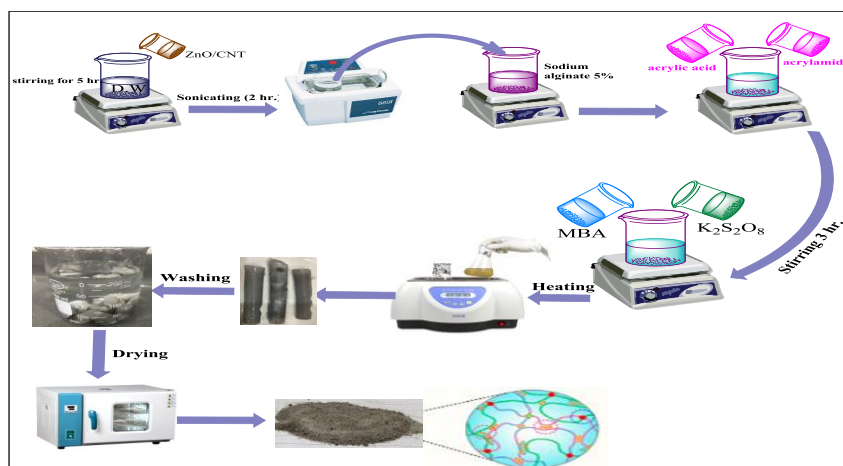 ZnO/CNT
stirring for 5 hr
D.W
Sonicating (2 hr.)
Sodium
alginate 5%
acrylic acid
acrylamid
Stirring 3 hr.
MBA
K₂S₂O₈
Heating
Washing
Drying